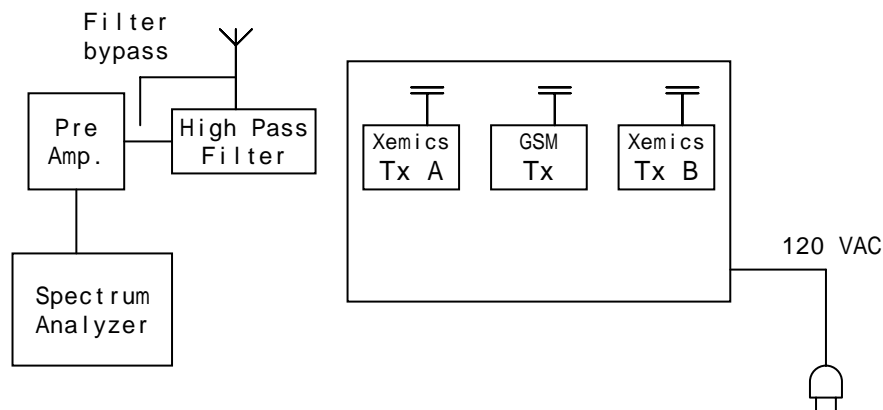 Filter
bypass
Pre
Amp.
High Pass
Filter
Spectrum
Analyzer
Xemics
Tx A
GSM
Tx
Xemics
Tx B
120 VAC